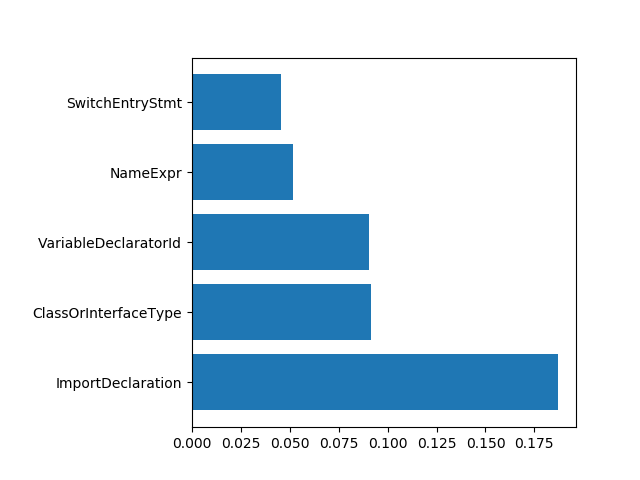 SwitchEntryStmt
NameExpr
VariableDeclaratorId
ClassOrInterfaceType
ImportDeclaration
0.000 0.025 0.050 0.075 0.100 0.125 0.150 0.175